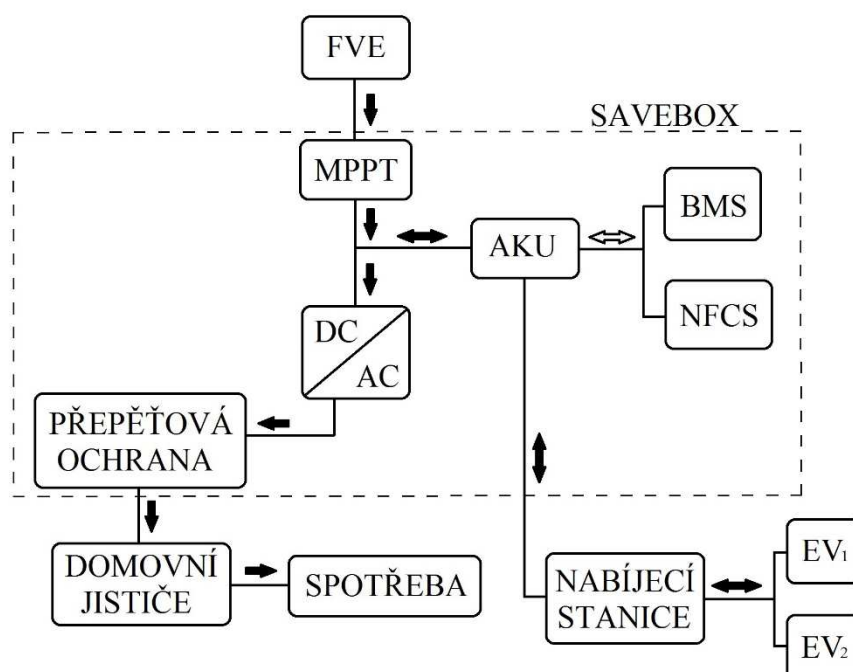 FVE
SAVEBOX
MPPT
BMS
AKU
NFCS
DC
AC
PŘEPĚŤOVÁ
OCHRANA
DOMOVNÍ
JISTIČE
SPOTŘEBA
NABÍJECÍ
STANICE
EV₁
EV₂